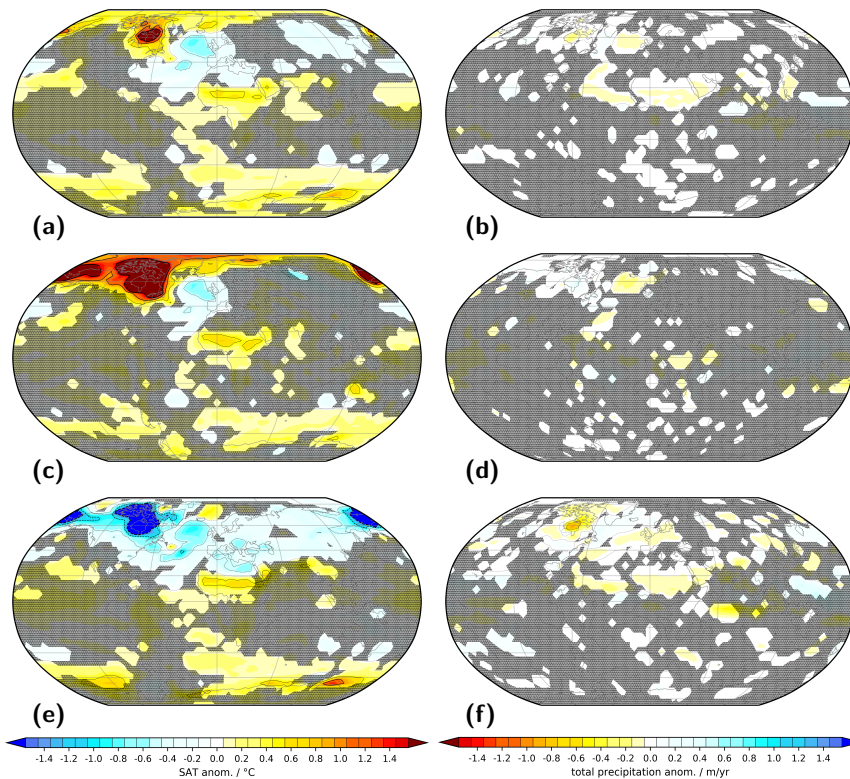 (a)
(b)
(c)
(d)
(e)
(f)
-1.4 -1.2 -1.0 -0.8 -0.6 -0.4 -0.2 0.0 0.2 0.4 0.6 0.8 1.0 1.2 1.4
SAT anom. / °C
-1.4 -1.2 -1.0 -0.8 -0.6 -0.4 -0.2 0.0 0.2 0.4 0.6 0.8 1.0 1.2 1.4
total precipitation anom. / m/yr